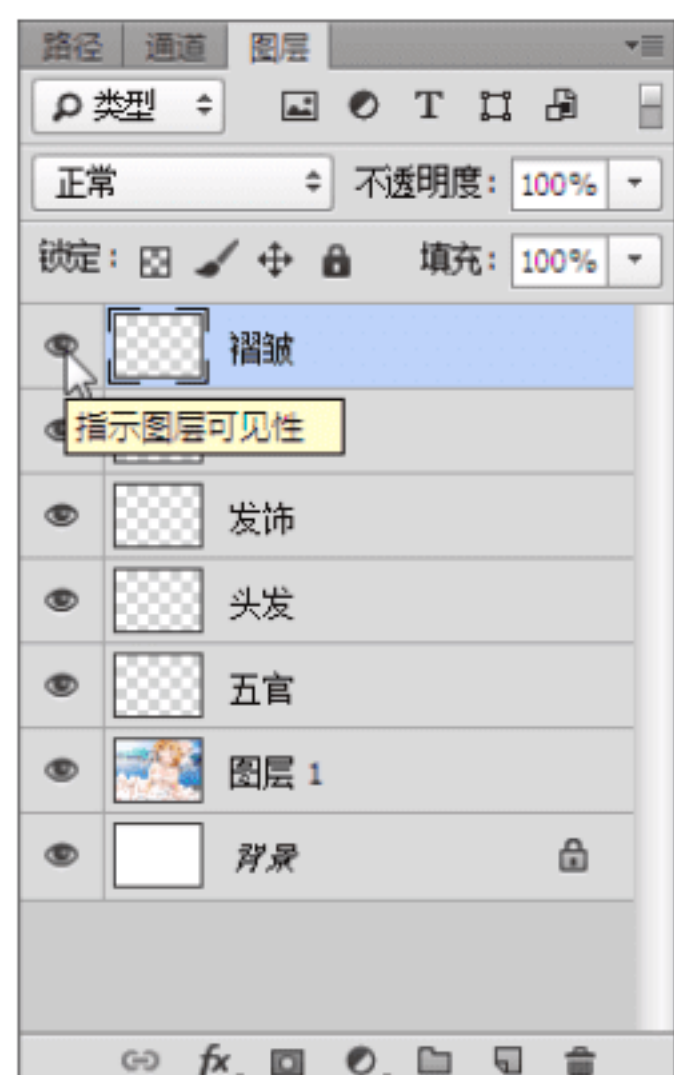 路径 通道 图层
类型
T
正常 不透明度: 100%
锁定: 填充: 100%
褶皱
指示图层可见性
发饰
头发
五官
图层 1
背景
fx.